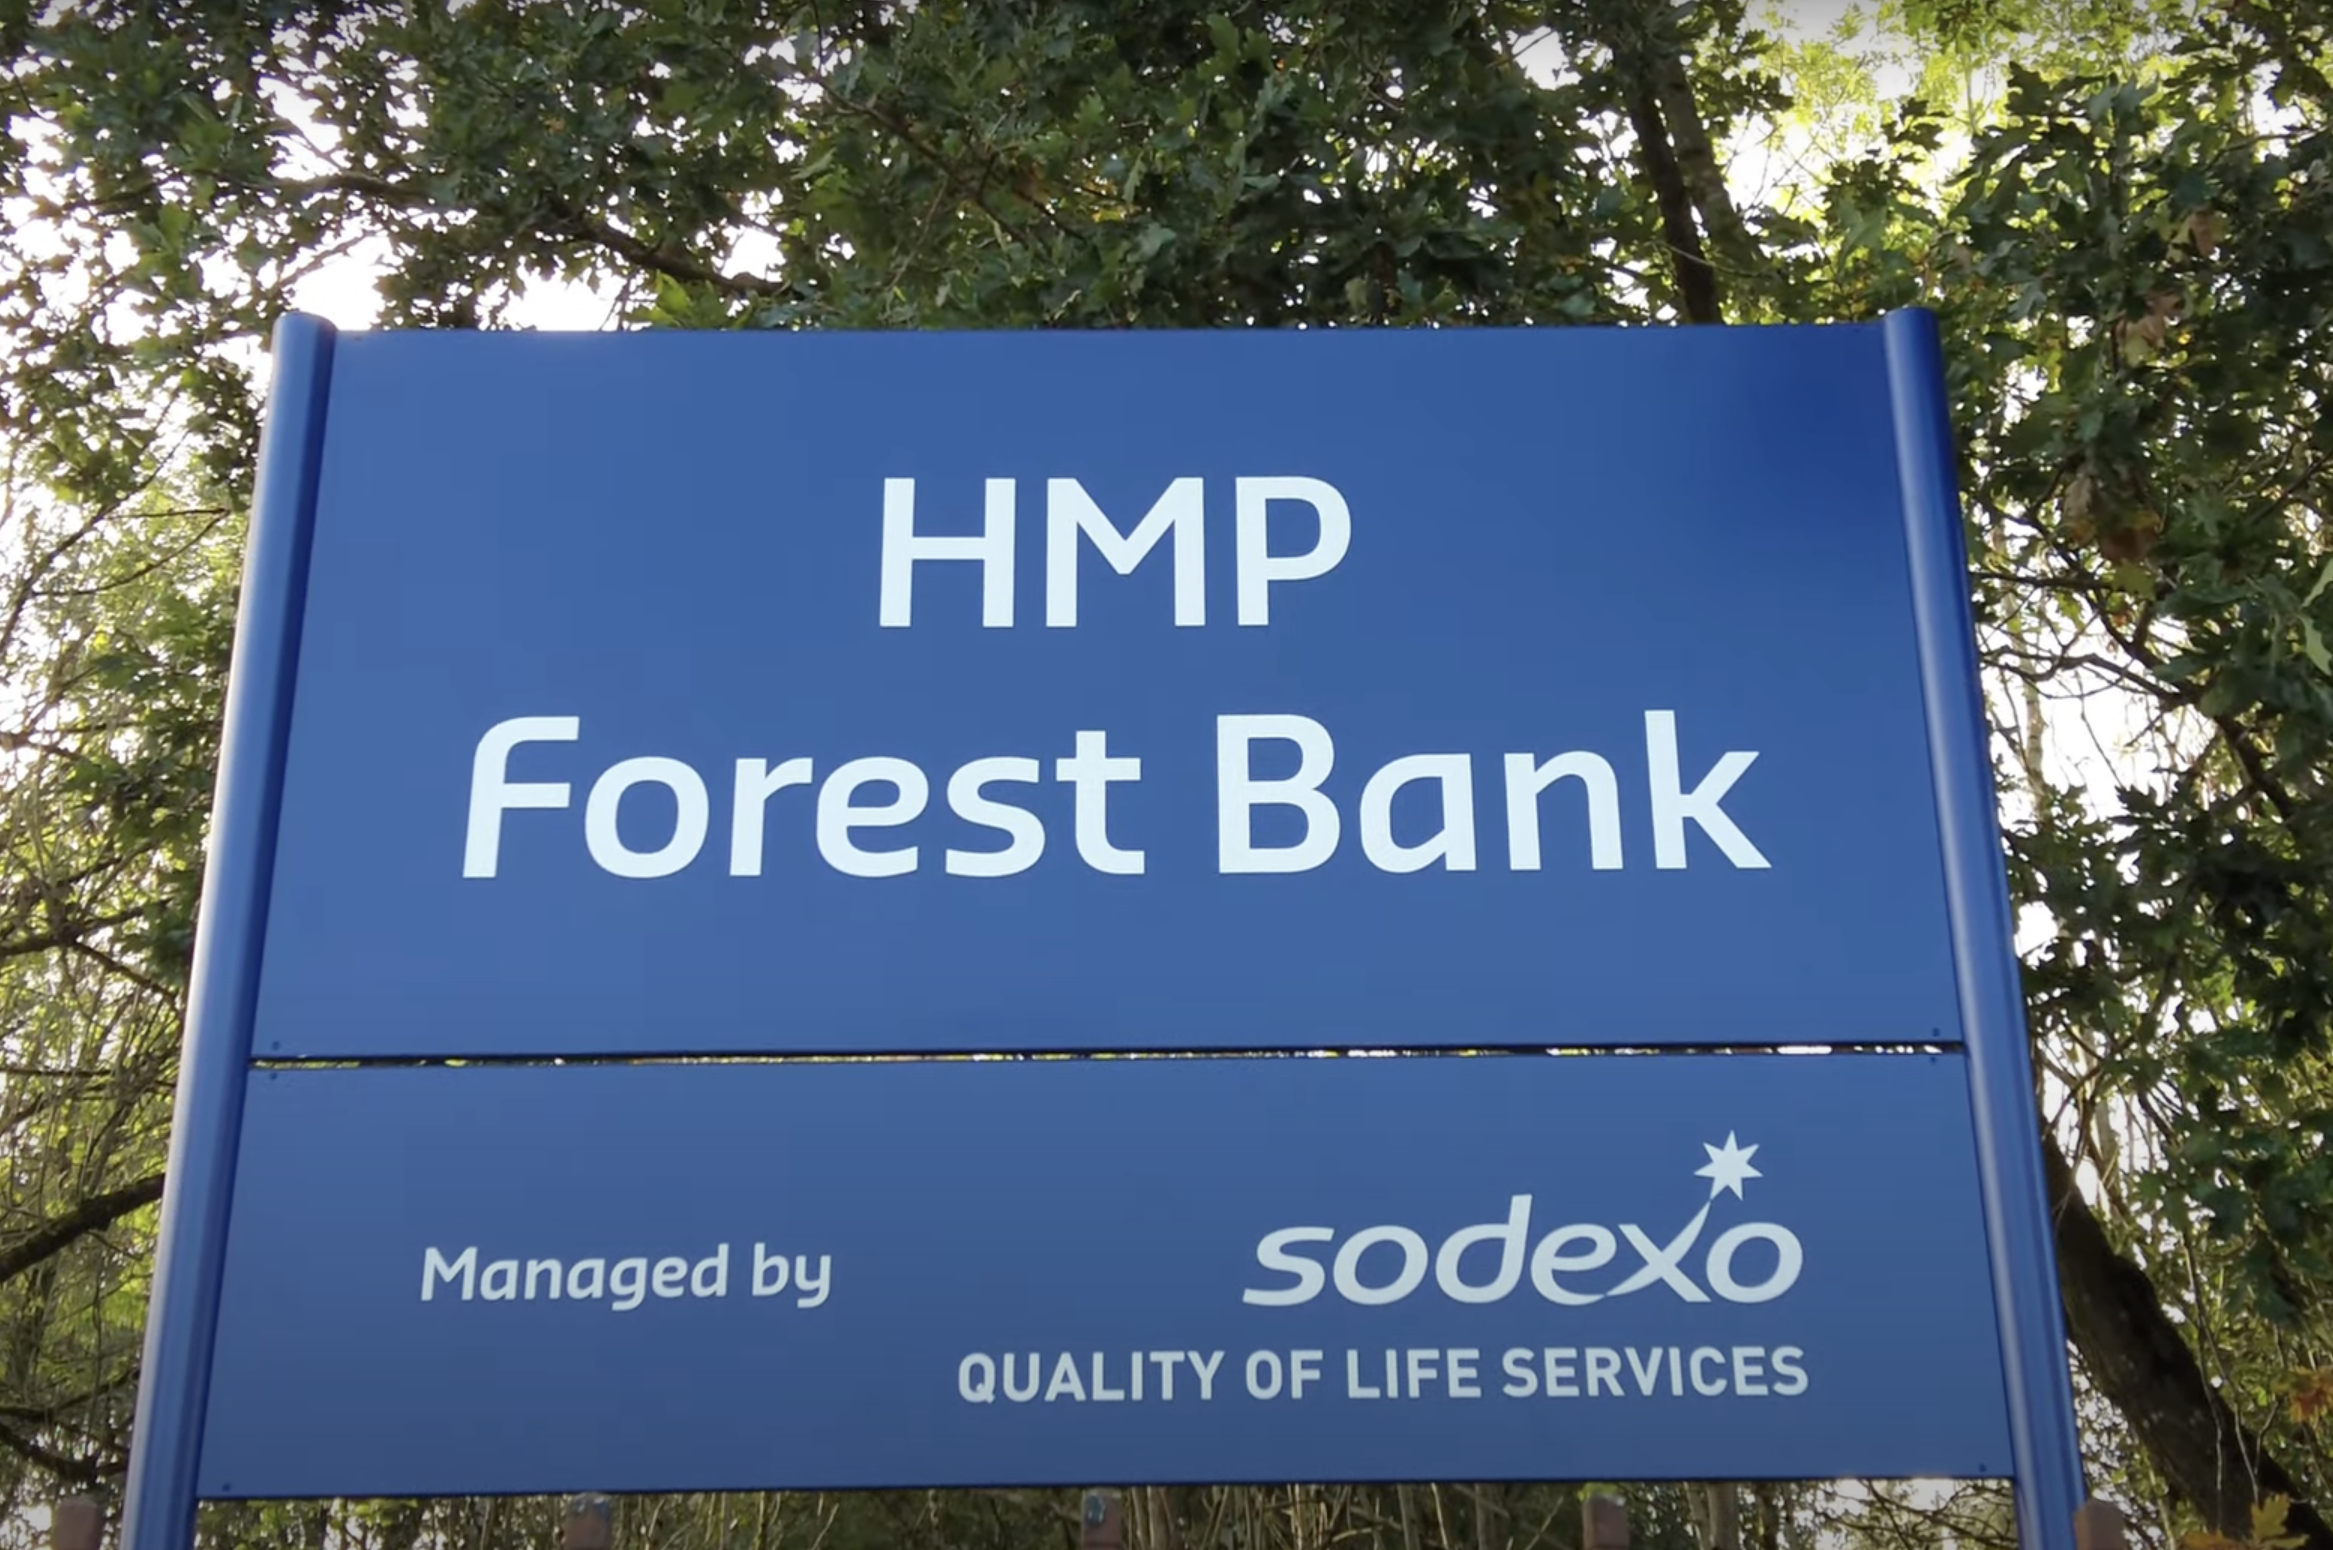 HMP
Forest Bank
Managed by
sodexo
QUALITY OF LIFE SERVICES